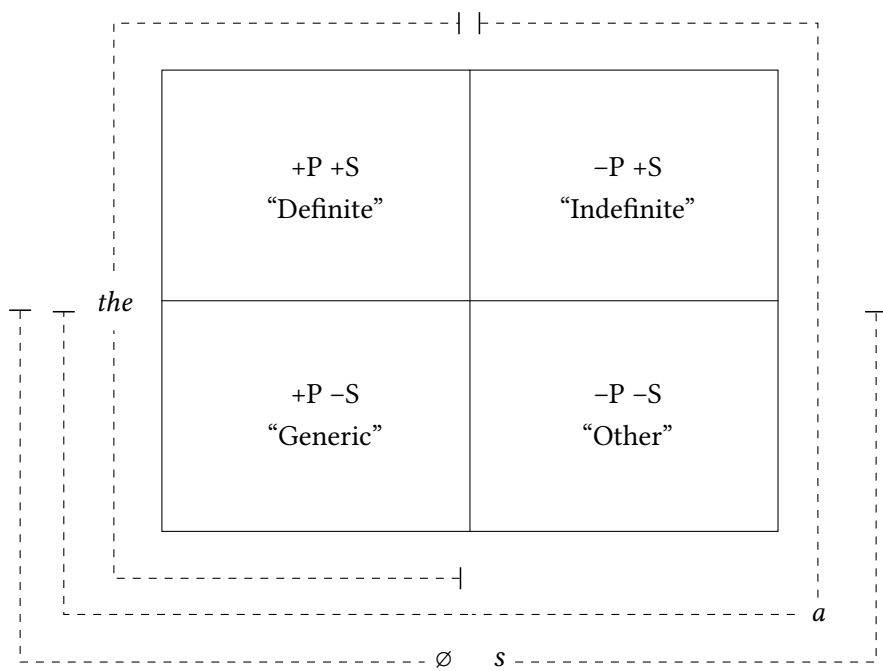 +P +S
“Definite”
–P +S
“Indefinite”
the
+P –S
“Generic”
–P –S
“Other”
a
∅ s